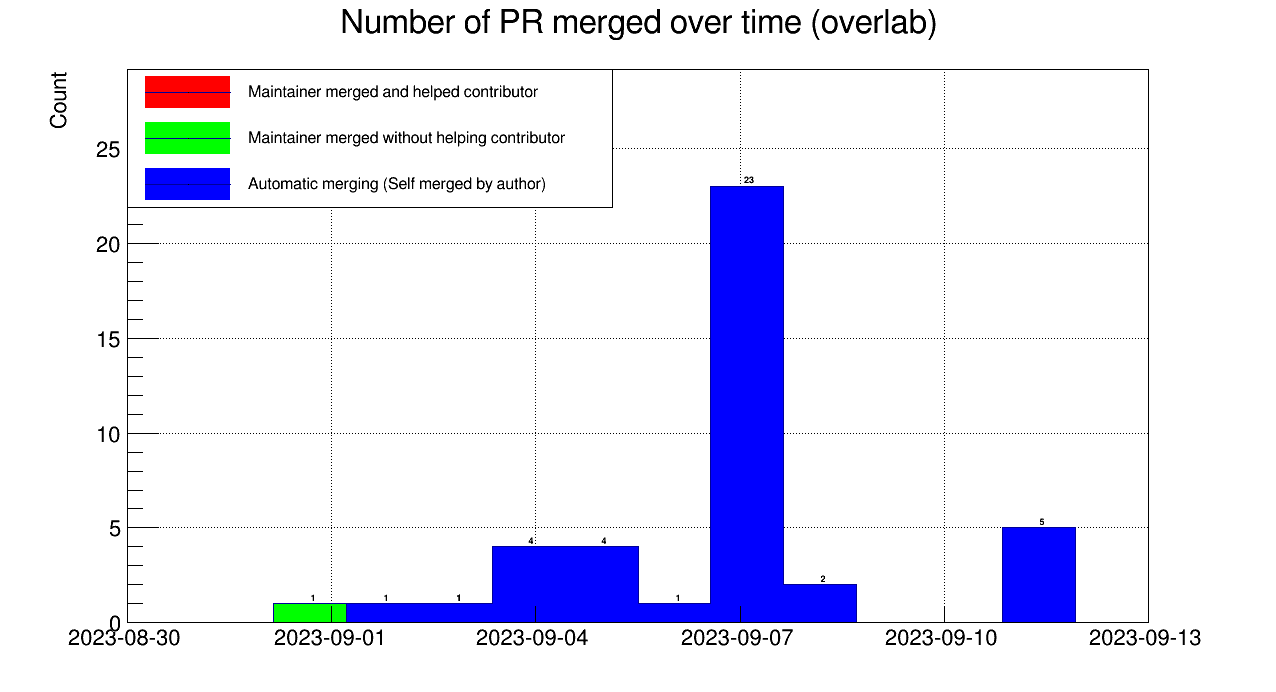 Number of PR merged over time (overlab)
Count
Maintainer merged and helped contributor
Maintainer merged without helping contributor
Automatic merging (Self merged by author)
25
20
15
10
5
0
1
1
1
4
4
1
23
2
5
2023-08-30 2023-09-01 2023-09-04 2023-09-07 2023-09-10 2023-09-13